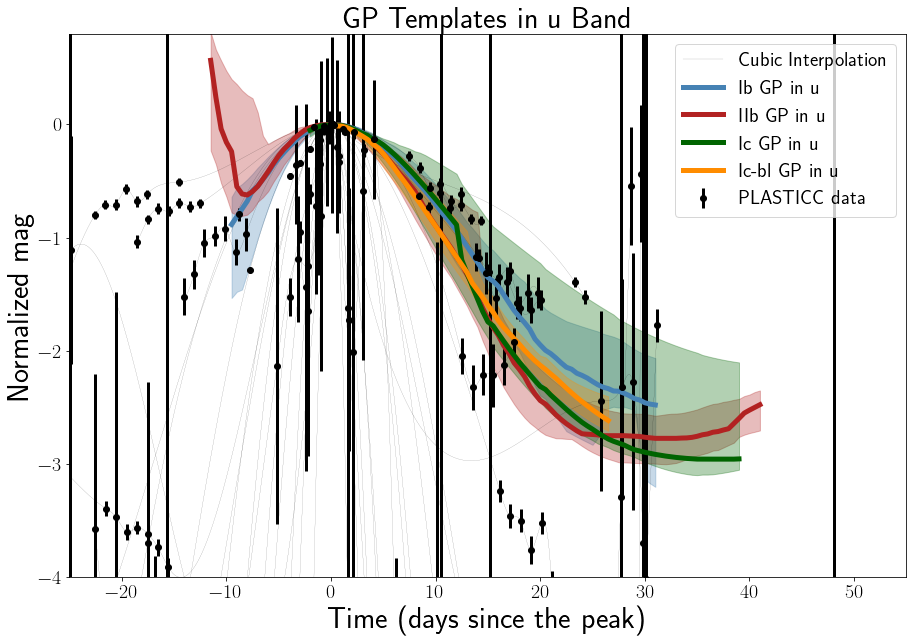 GP Templates in u Band
Normalized mag
0
−1
−2
−3
−4
Cubic Interpolation
Ib GP in u
IIb GP in u
Ic GP in u
Ic-bl GP in u
PLASTICC data
−20 −10 0 10 20 30 40 50
Time (days since the peak)